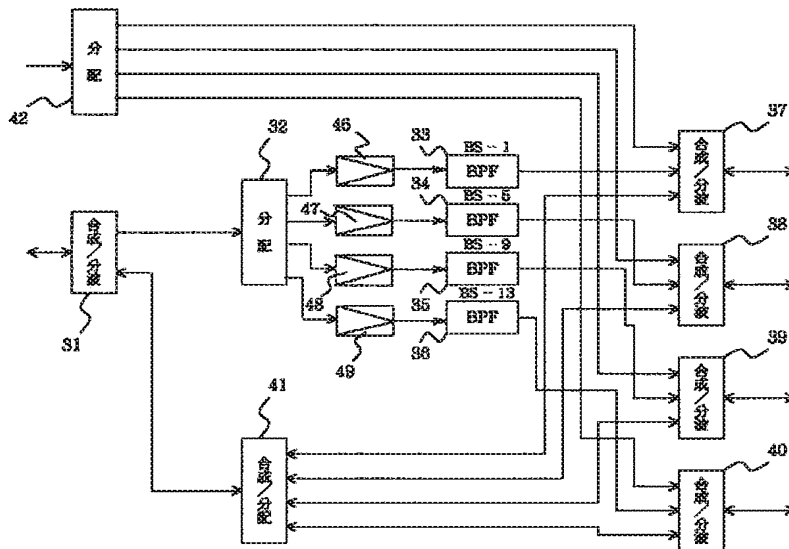 分配
42
37
合成/分波
32
分配
46
33
BS-1
BPF
34
47
BS-5
BPF
38
合成/分波
31
合成/分波
48
35
BS-9
BPF
49
36
BS-13
BPF
39
合成/分波
41
合成/分配
40
合成/分波